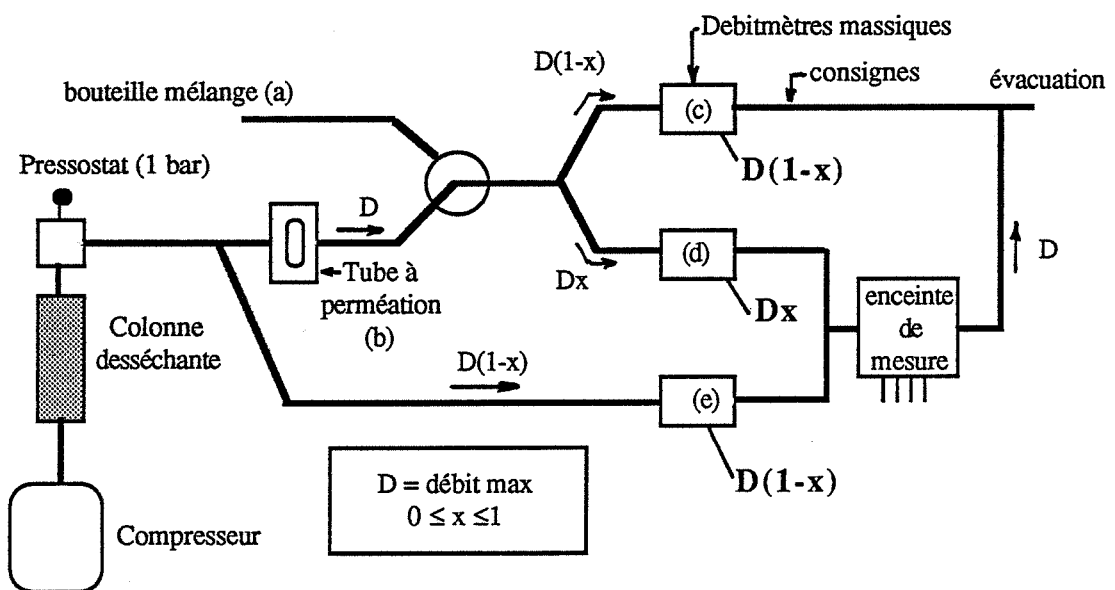 Debitmètres massiques
D(1-x)
consignes
évacuation
bouteille mélange (a)
(c)
D(1-x)
Pressostat (1 bar)
D
(d)
D
Dx
Tube à
perméation
(b)
Dx
enceinte
de
mesure
Colonne
desséchante
D(1-x)
(e)
D(1-x)
D = débit max
0 ≤ x ≤1
Compresseur